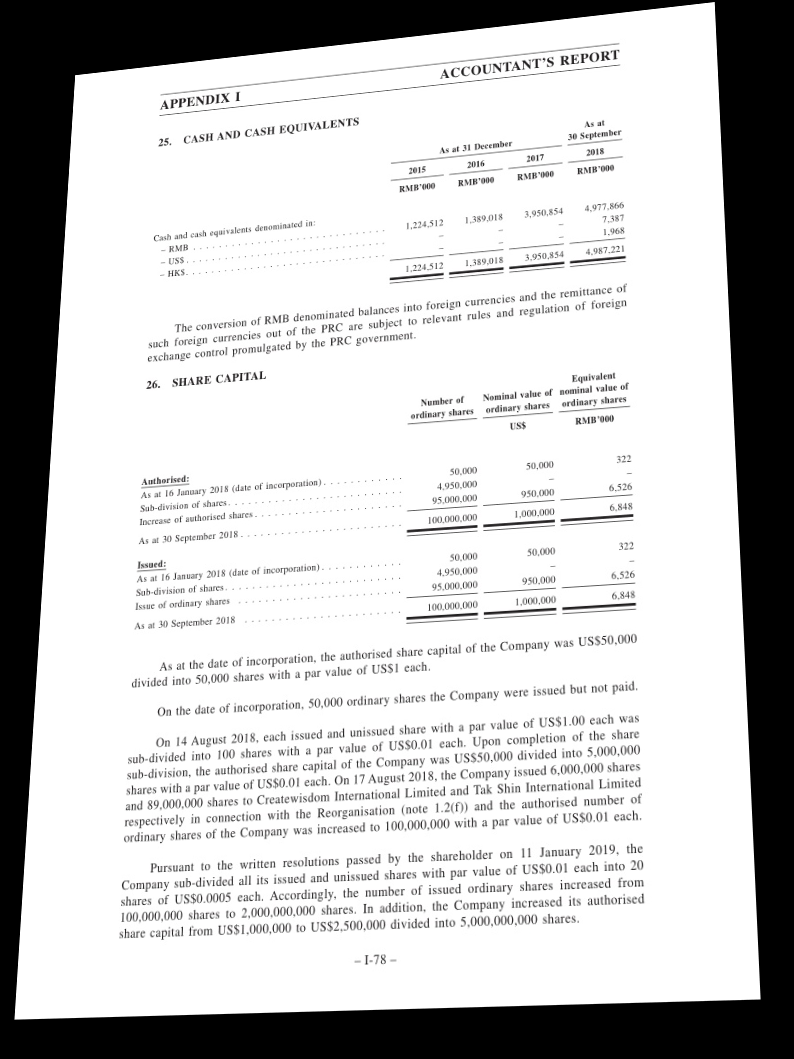 APPENDIX I ACCOUNTANT'S REPORT
25. CASH AND CASH EQUIVALENTS
As at 31 December As at 30 September
2015 2016 2017 2018
RMB'000 RMB'000 RMB'000 RMB'000
Cash and cash equivalents denominated in:
– RMB 1,224,512 1,389,018 3,950,854 4,977,866
– US$ – – – 7,387
– HK$ – – – 1,968
1,224,512 1,389,018 3,950,854 4,987,221
The conversion of RMB denominated balances into foreign currencies and the remittance of
such foreign currencies out of the PRC are subject to relevant rules and regulation of foreign
exchange control promulgated by the PRC government.
26. SHARE CAPITAL
Number of ordinary shares Nominal value of ordinary shares Equivalent nominal value of ordinary shares
US$ RMB'000
Authorised:
As at 16 January 2018 (date of incorporation) 50,000 50,000 322
Sub-division of shares 4,950,000 – –
Increase of authorised shares 95,000,000 950,000 6,526
As at 30 September 2018 100,000,000 1,000,000 6,848
Issued:
As at 16 January 2018 (date of incorporation) 50,000 50,000 322
Sub-division of shares 4,950,000 – –
Issue of ordinary shares 95,000,000 950,000 6,526
As at 30 September 2018 100,000,000 1,000,000 6,848
As at the date of incorporation, the authorised share capital of the Company was US$50,000
divided into 50,000 shares with a par value of US$1 each.
On the date of incorporation, 50,000 ordinary shares the Company were issued but not paid.
On 14 August 2018, each issued and unissued share with a par value of US$1.00 each was
sub-divided into 100 shares with a par value of US$0.01 each. Upon completion of the share
sub-division, the authorised share capital of the Company was US$50,000 divided into 5,000,000
shares with a par value of US$0.01 each. On 17 August 2018, the Company issued 6,000,000 shares
and 89,000,000 shares to Createwisdom International Limited and Tak Shin International Limited
respectively in connection with the Reorganisation (note 1.2(f)) and the authorised number of
ordinary shares of the Company was increased to 100,000,000 with a par value of US$0.01 each.
Pursuant to the written resolutions passed by the shareholder on 11 January 2019, the
Company sub-divided all its issued and unissued shares with par value of US$0.01 each into 20
shares of US$0.0005 each. Accordingly, the number of issued ordinary shares increased from
100,000,000 shares to 2,000,000,000 shares. In addition, the Company increased its authorised
share capital from US$1,000,000 to US$2,500,000 divided into 5,000,000,000 shares.
– I-78 –